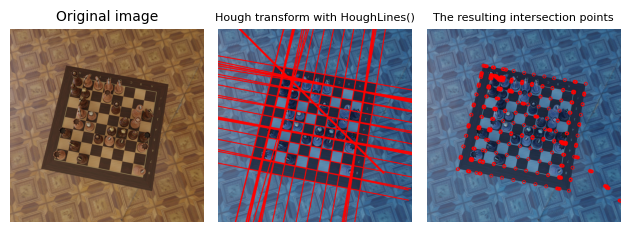 Original image
Hough transform with HoughLines()
The resulting intersection points